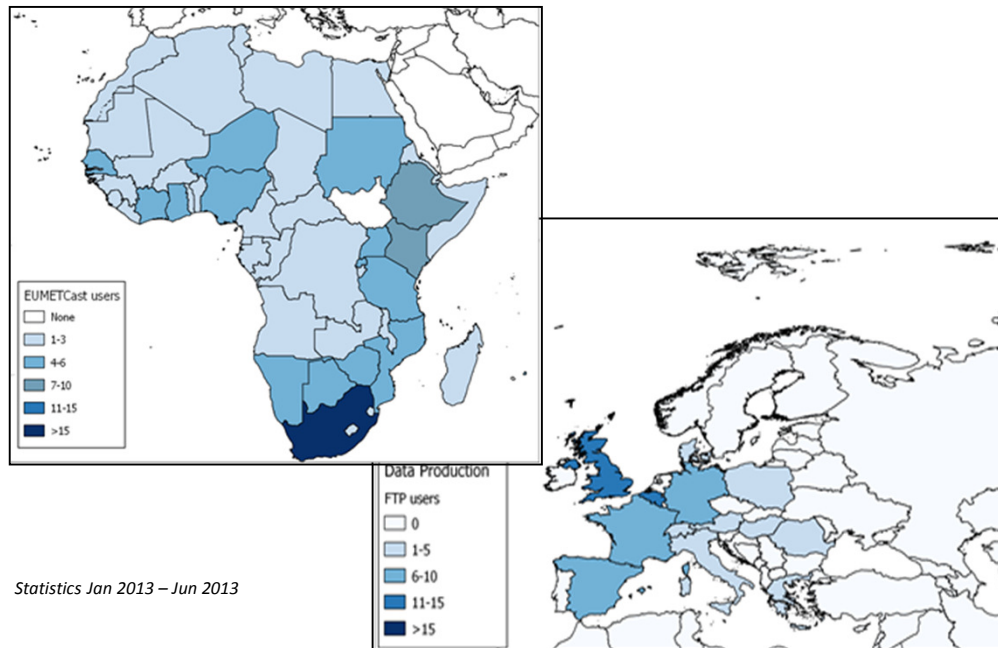 EUMETCast users
None
1-3
4-6
7-10
11-15
>15
Data Production
FTP users
0
1-5
6-10
11-15
>15
Statistics Jan 2013 – Jun 2013